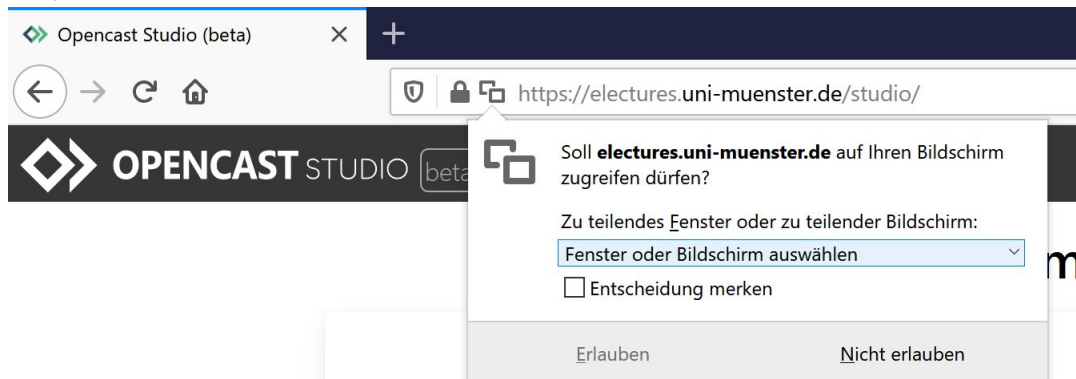 Opencast Studio (beta)
https://electures.uni-muenster.de/studio/
OPENCAST STUDIO beta
Soll electures.uni-muenster.de auf Ihren Bildschirm
zugreifen dürfen?
Zu teilendes Fenster oder zu teilender Bildschirm:
Fenster oder Bildschirm auswählen
m
Entscheidung merken
Erlauben Nicht erlauben